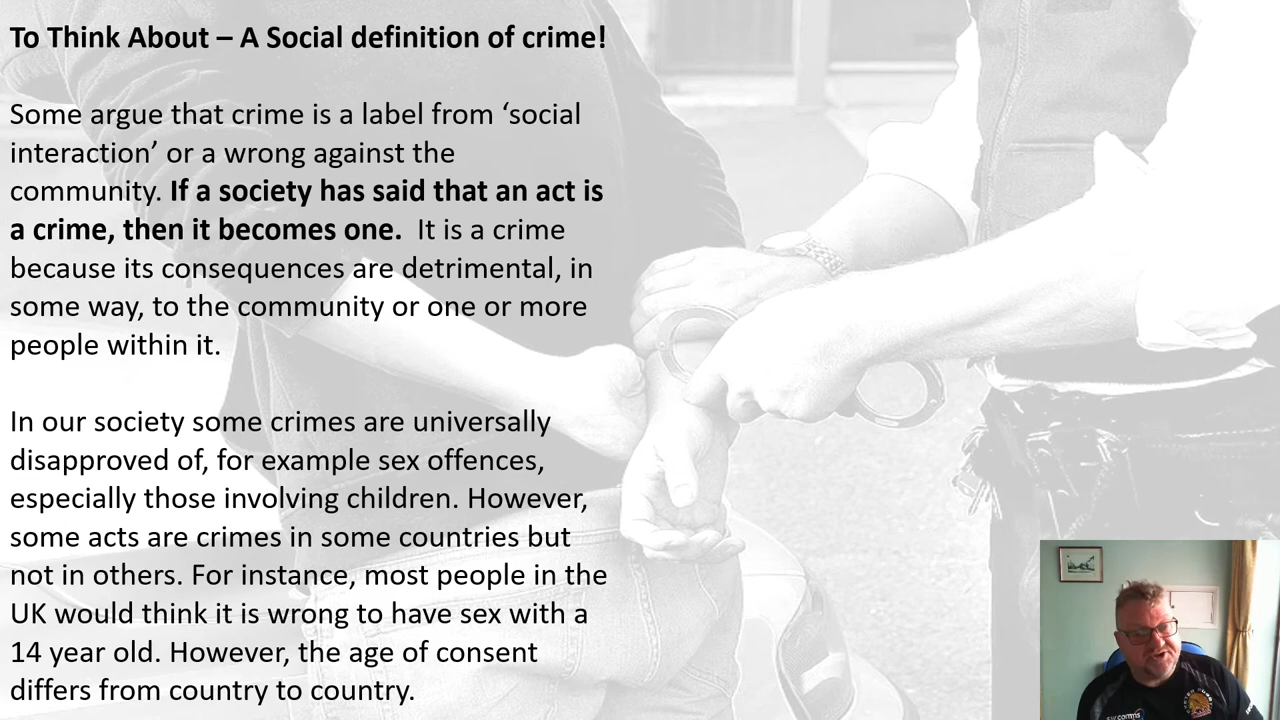 To Think About – A Social definition of crime!
Some argue that crime is a label from ‘social
interaction’ or a wrong against the
community. If a society has said that an act is
a crime, then it becomes one. It is a crime
because its consequences are detrimental, in
some way, to the community or one or more
people within it.
In our society some crimes are universally
disapproved of, for example sex offences,
especially those involving children. However,
some acts are crimes in some countries but
not in others. For instance, most people in the
UK would think it is wrong to have sex with a
14 year old. However, the age of consent
differs from country to country.